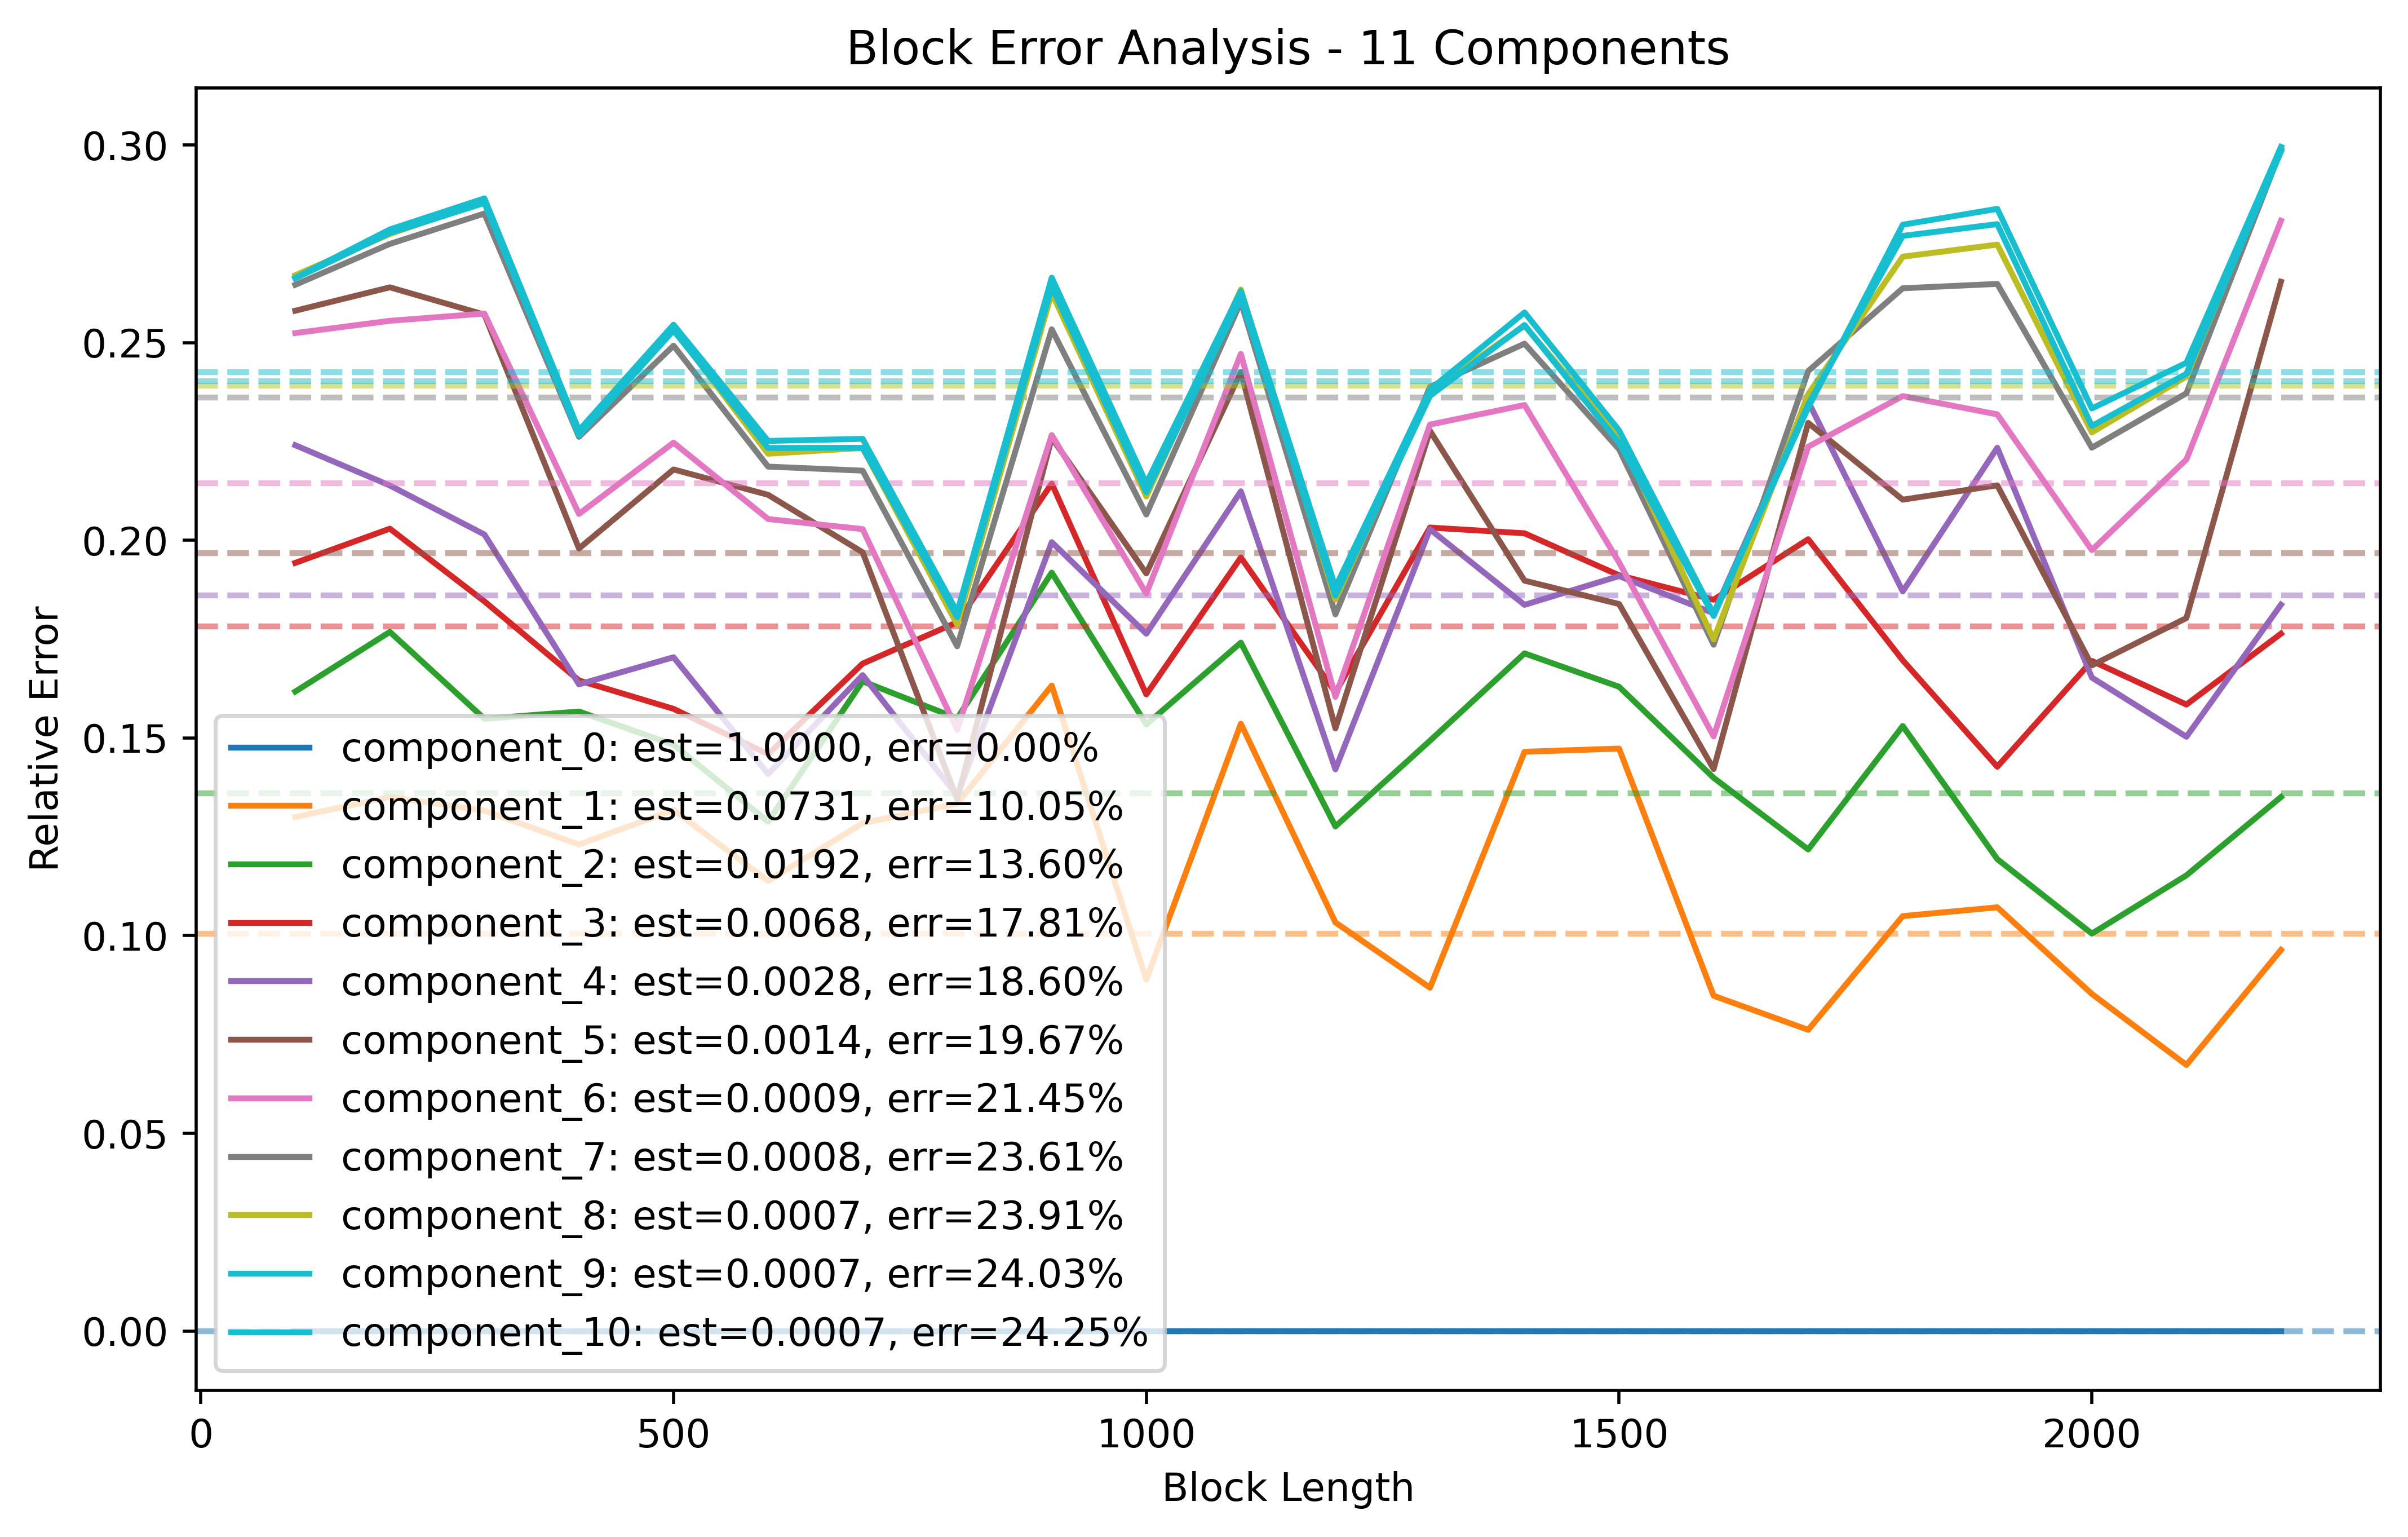 Block Error Analysis - 11 Components
0.30
0.25
0.20
0.15
0.10
0.05
0.00
Relative Error
component_0: est=1.0000, err=0.00%
component_1: est=0.0731, err=10.05%
component_2: est=0.0192, err=13.60%
component_3: est=0.0068, err=17.81%
component_4: est=0.0028, err=18.60%
component_5: est=0.0014, err=19.67%
component_6: est=0.0009, err=21.45%
component_7: est=0.0008, err=23.61%
component_8: est=0.0007, err=23.91%
component_9: est=0.0007, err=24.03%
component_10: est=0.0007, err=24.25%
0 500 1000 1500 2000
Block Length